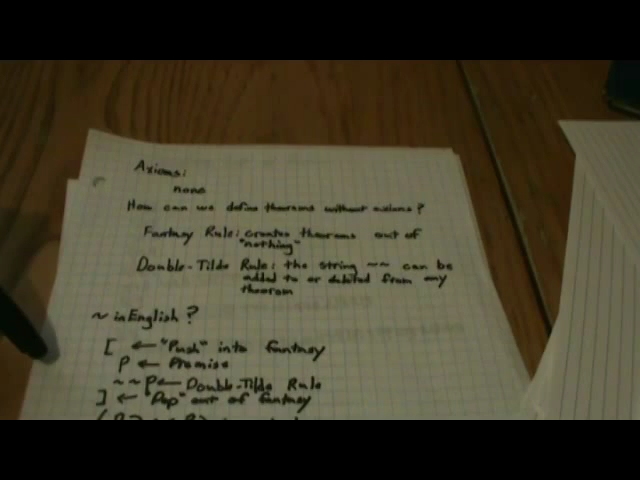 Axioms:
none
How can we define theorems without axioms?
Fantasy Rule: creates theorems out of
"nothing"
Double-Tilde Rule: the string ~~ can be
added to or deleted from any
theorem
~ in English?
[ ← "Push" into fantasy
P ← Premise
~~P ← Double-Tilde Rule
] ← "Pop" out of fantasy